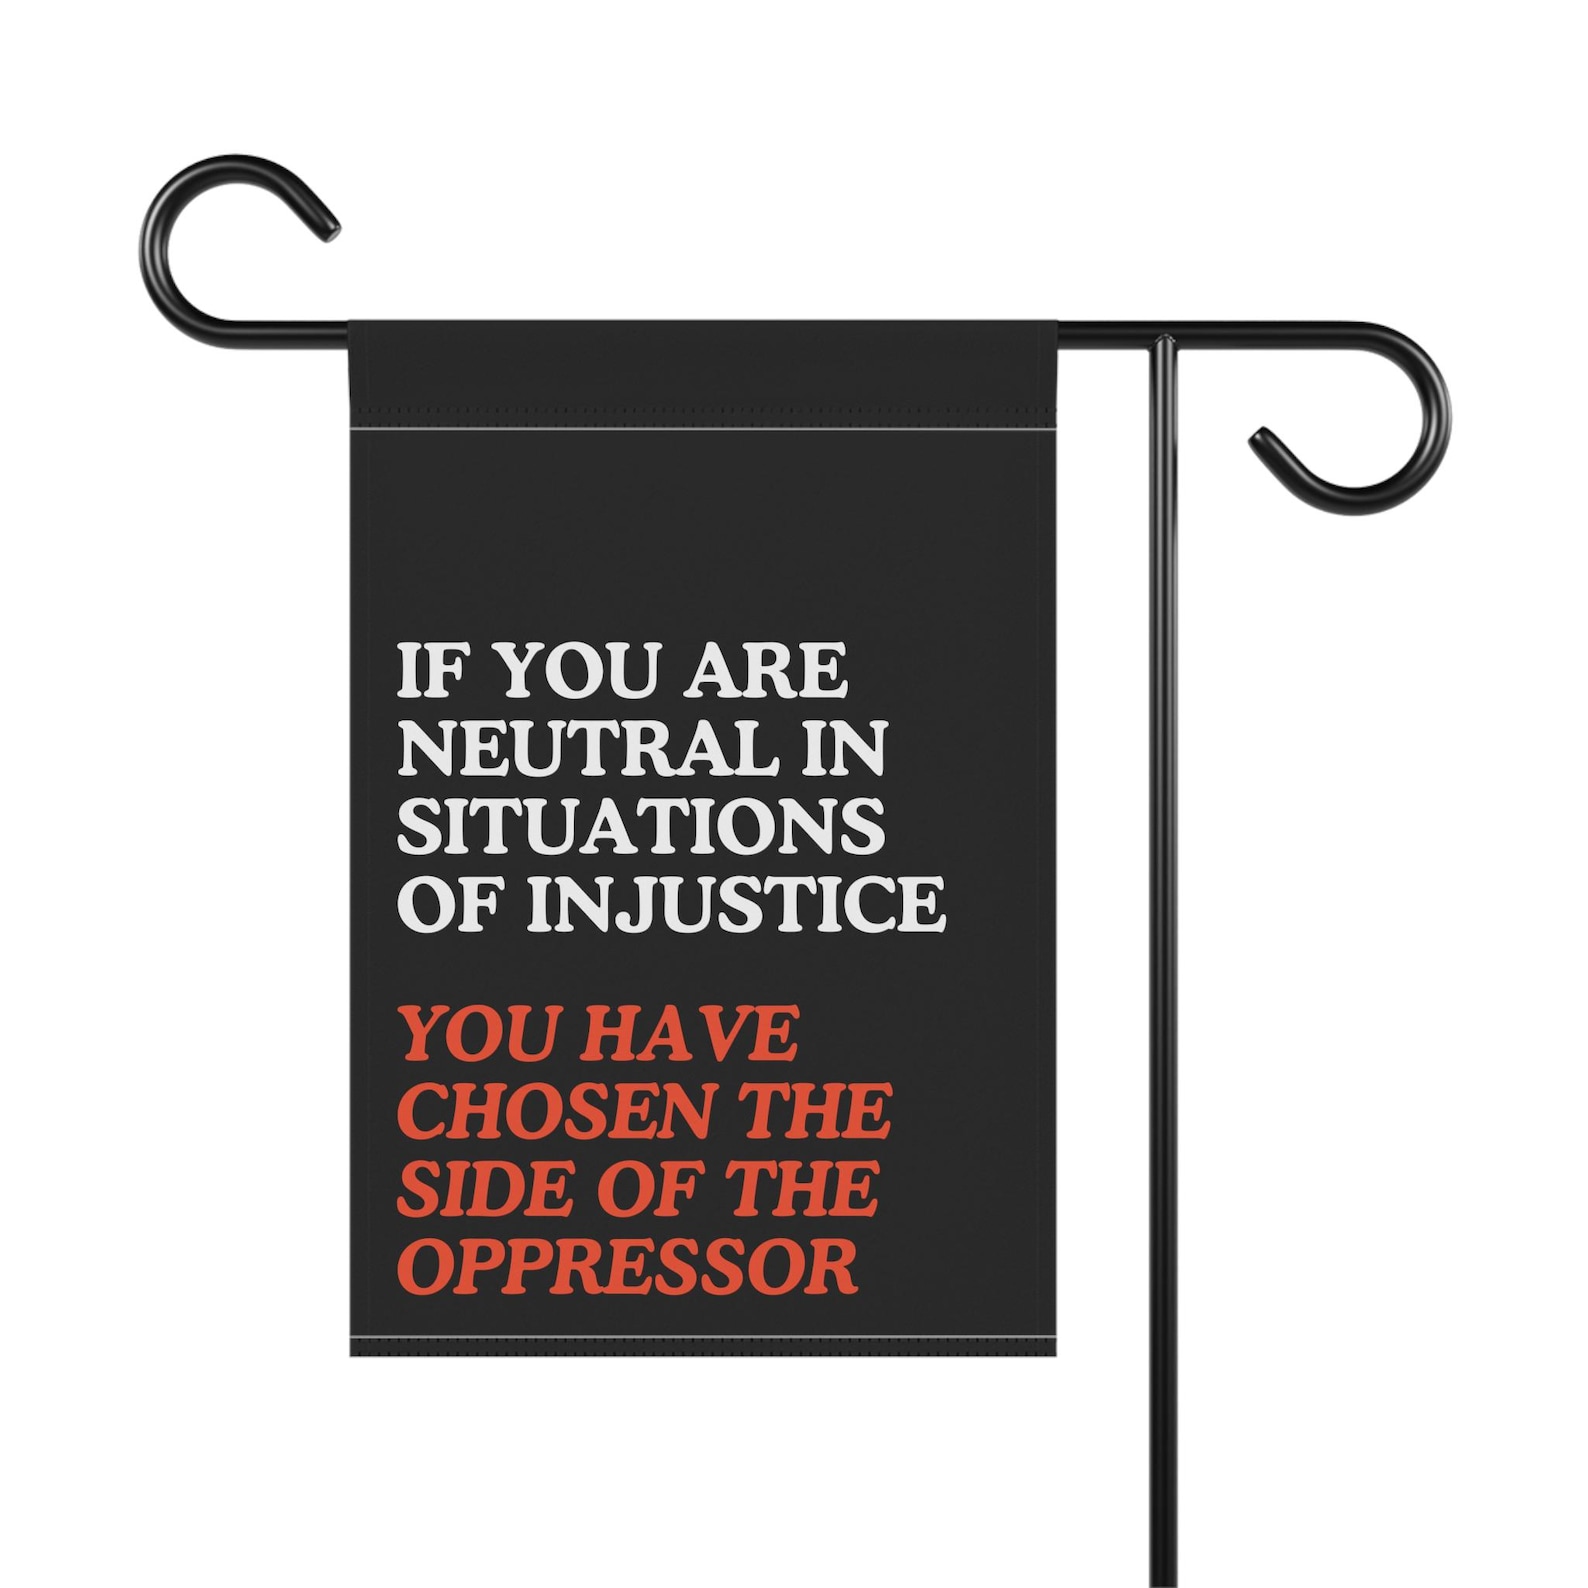 IF YOU ARE
NEUTRAL IN
SITUATIONS
OF INJUSTICE
YOU HAVE
CHOSEN THE
SIDE OF THE
OPPRESSOR